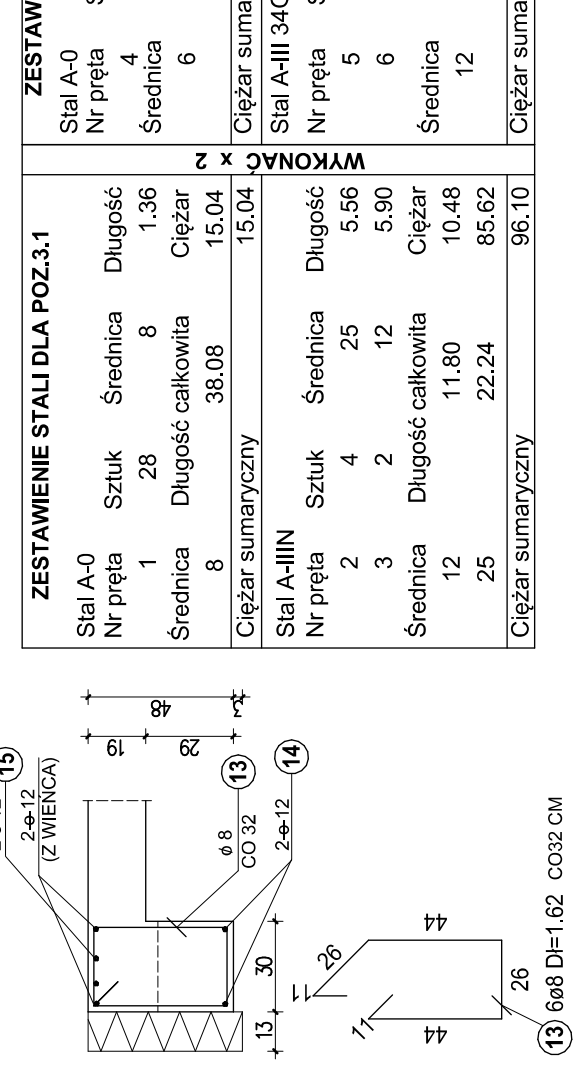 ZESTAWIENIE STALI DLA POZ.3.1
Stal A-0
Nr pręta Sztuk Średnica Długość
1 28 8 1.36
Średnica Długość całkowita Ciężar
8 38.08 15.04
Ciężar sumaryczny 15.04
Stal A-IIIN
Nr pręta Sztuk Średnica Długość
2 4 25 5.56
3 2 12 5.90
Średnica Długość całkowita Ciężar
12 11.80 10.48
25 22.24 85.62
Ciężar sumaryczny 96.10
WYKONAĆ x 2
ZESTAW
Stal A-0
Nr pręta
4
Średnica
6
Ciężar suma
Stal A-III 34G
Nr pręta
5
6
Średnica
12
Ciężar suma
15
2ϕ12
(Z WIEŃCA)
19
48
29
3
ϕ 8
CO 32
13
2ϕ12
14
13
30
11
26
11
44
44
26
13 6ø8 Dł=1.62 CO32 CM